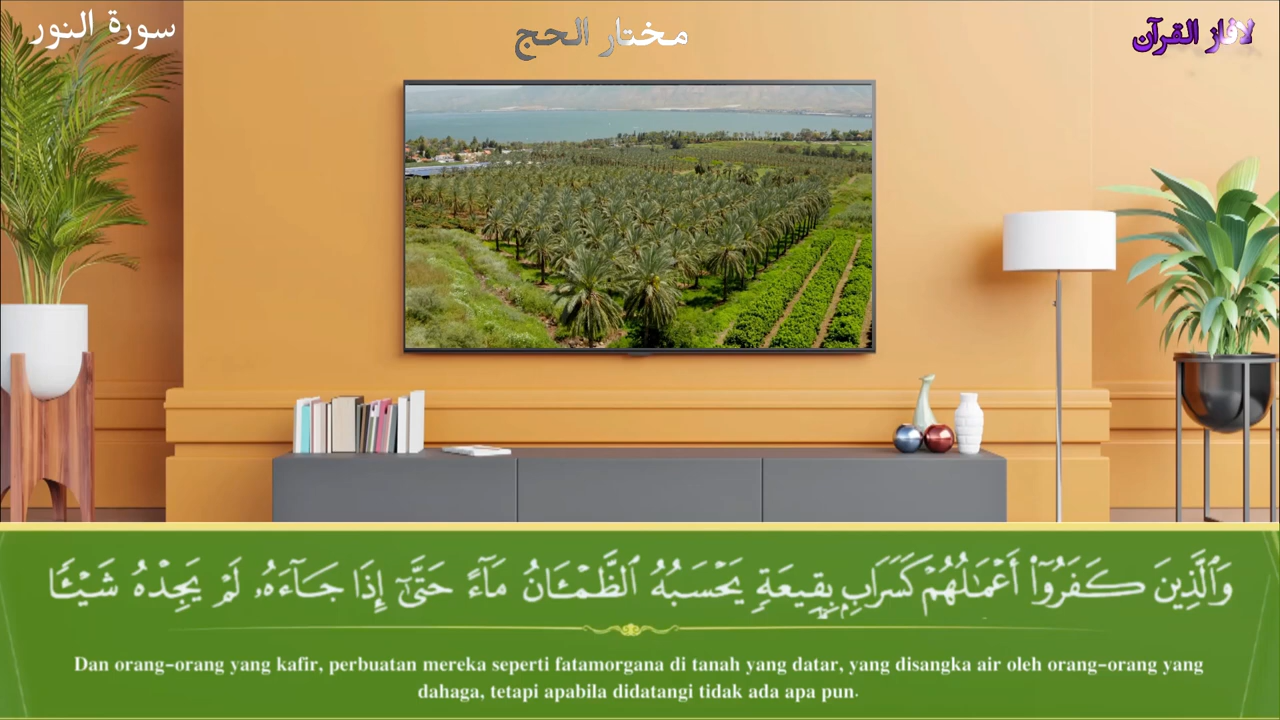 سورة النور
مختار الحج
لافاز القرآن
وَٱلَّذِينَ كَفَرُوٓا۟ أَعْمَـٰلُهُمْ كَسَرَابٍۭ بِقِيعَةٍ يَحْسَبُهُ ٱلظَّمْـَٔانُ مَآءً حَتَّىٰٓ إِذَا جَآءَهُۥ لَمْ يَجِدْهُ شَيْـًٔا
Dan orang-orang yang kafir, perbuatan mereka seperti fatamorgana di tanah yang datar, yang disangka air oleh orang-orang yang
dahaga, tetapi apabila didatangi tidak ada apa pun.